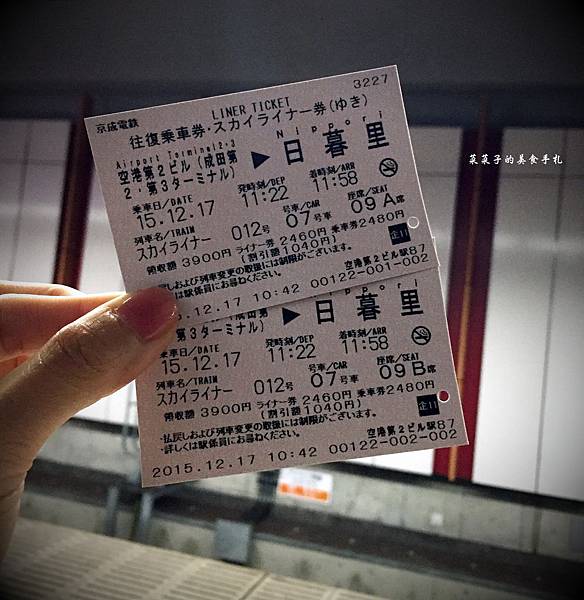 菜菜子的美食手札
3227
京成電鉄
LINER TICKET
往復乗車券・スカイライナー券(ゆき)
Airport Terminal2・3
Nippori
空港第2ビル(成田第2・第3ターミナル)
▶
日暮里
乗車日/DATE
発時刻/DEP
着時刻/ARR
15.12.17
11:22
11:58
列車名/TRAIN
号車/CAR
座席/SEAT
スカイライナー
012号
07号車
09 A席
領収額 3900円 ライナー券 2460円 乗車券2480円
(割引額1040円)
企11
払戻しおよび列車変更の取扱には制限がございます。
は駅係員にお尋ねください。
空港第2ビル駅87
15.12.17 10:42
00122-001-002
Nippori
(成田第
第3ターミナル)
▶
日暮里
乗車日/DATE
発時刻/DEP
着時刻/ARR
15.12.17
11:22
11:58
列車名/TRAIN
号車/CAR
座席/SEAT
スカイライナー
012号
07号車
09 B席
領収額 3900円 ライナー券 2460円 乗車券2480円
(割引額1040円)
企11
・払戻しおよび列車変更の取扱には制限がございます。
・詳しくは駅係員にお尋ねください。
空港第2ビル駅87
2015.12.17 10:42
00122-002-002